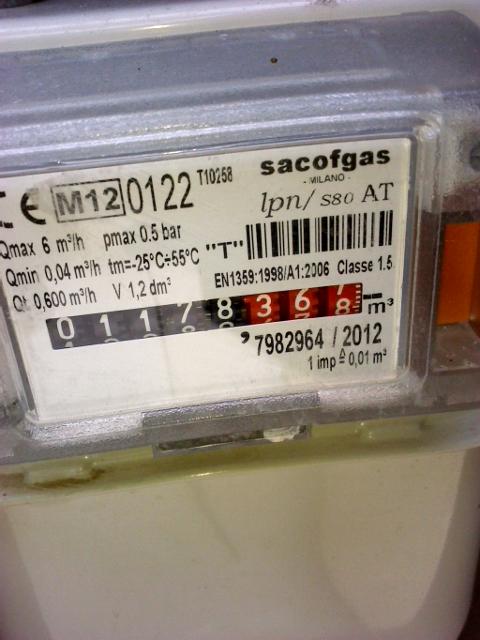 sacofgas
- MILANO -
CE M12 0122 T10258
lpn/ S80 AT
Qmax 6 m³/h pmax 0.5 bar
Qmin 0,04 m³/h tm=-25°C÷55°C "T"
Qt 0,600 m³/h V 1,2 dm³
EN1359:1998/A1:2006 Classe 1.5
0 1 1 7 8 3 6 7 m³
7982964 / 2012
1 imp ≙ 0,01 m³